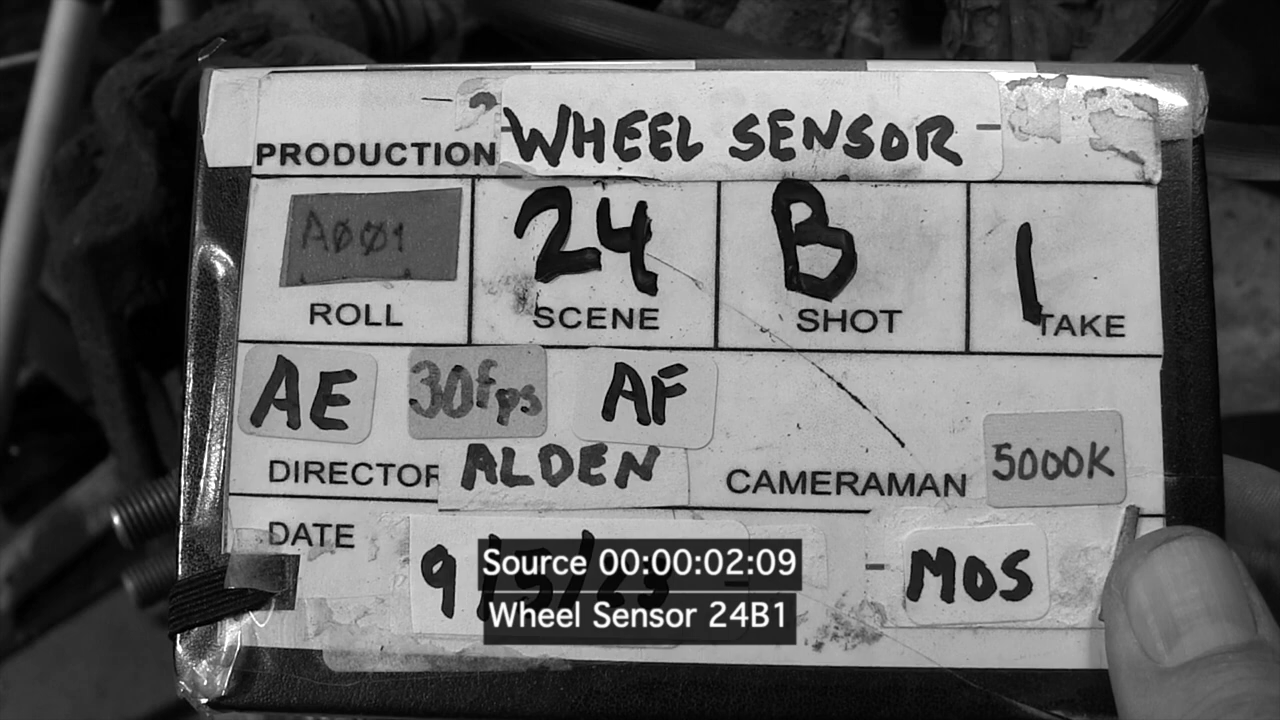 PRODUCTION WHEEL SENSOR
A001 24 B 1
ROLL SCENE SHOT TAKE
AE 30fps AF
DIRECTOR ALDEN CAMERAMAN 5000K
DATE MOS
Source 00:00:02:09
Wheel Sensor 24B1